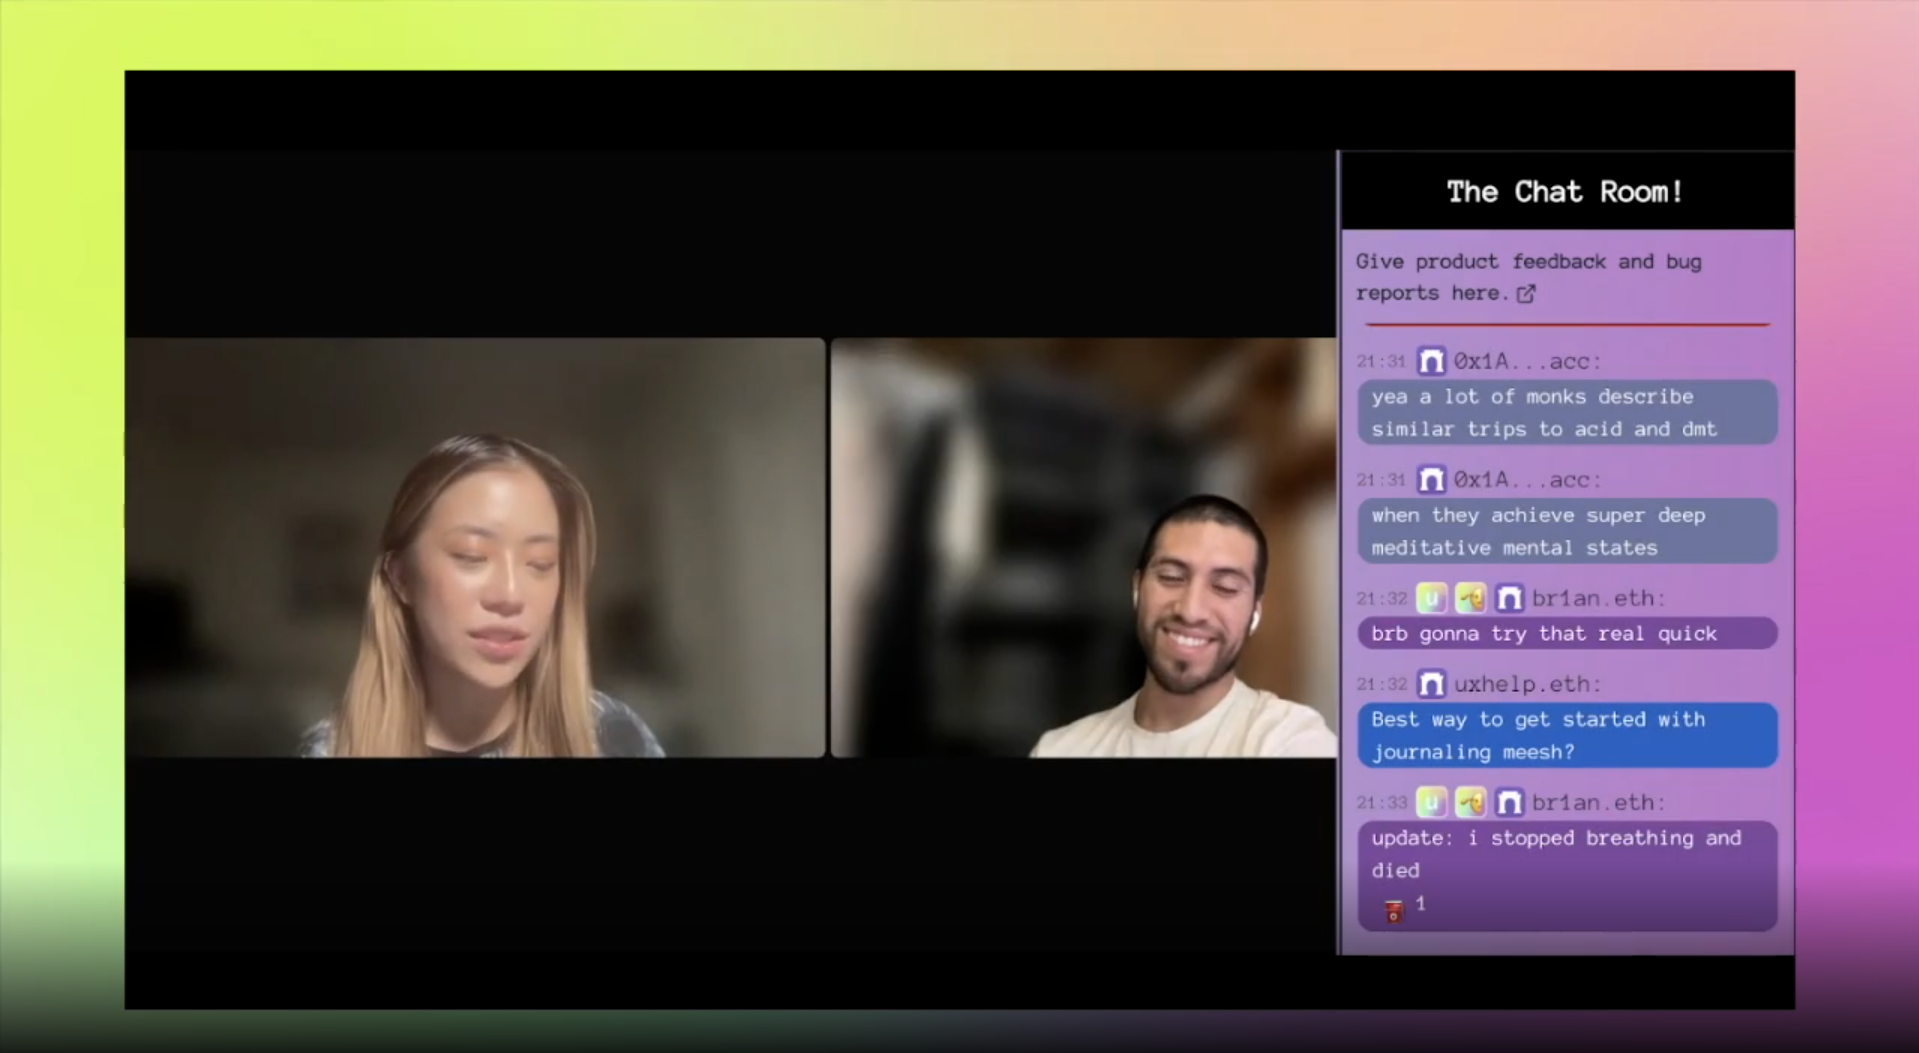 The Chat Room!
Give product feedback and bug
reports here.
21:31 0x1A...acc:
yea a lot of monks describe
similar trips to acid and dmt
21:31 0x1A...acc:
when they achieve super deep
meditative mental states
21:32 u br1an.eth:
brb gonna try that real quick
21:32 uxhelp.eth:
Best way to get started with
journaling meesh?
21:33 u br1an.eth:
update: i stopped breathing and
died
1